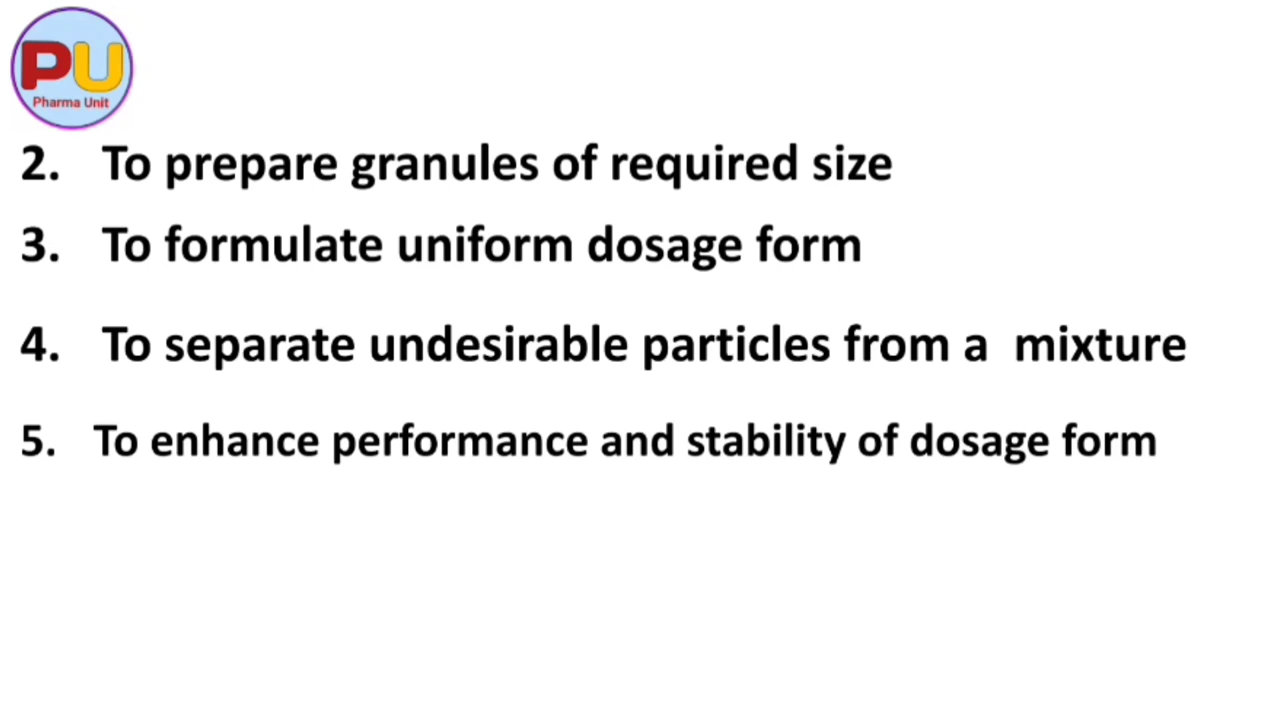 PU
Pharma Unit
2. To prepare granules of required size
3. To formulate uniform dosage form
4. To separate undesirable particles from a mixture
5. To enhance performance and stability of dosage form